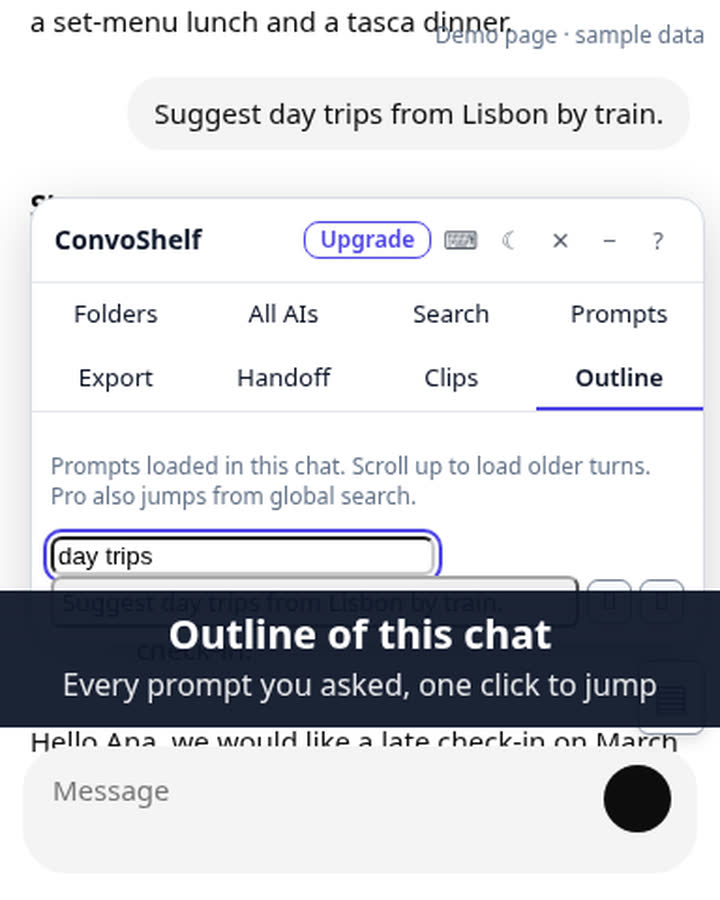 a set-menu lunch and a tasca dinner.
Demo page · sample data
Suggest day trips from Lisbon by train.
ConvoShelf
Upgrade
?
Folders
All AIs
Search
Prompts
Export
Handoff
Clips
Outline
Prompts loaded in this chat. Scroll up to load older turns.
Pro also jumps from global search.
day trips
Suggest day trips from Lisbon by train.
Outline of this chat
check-in.
Every prompt you asked, one click to jump
Hello Ana, we would like a late check-in on March
Message